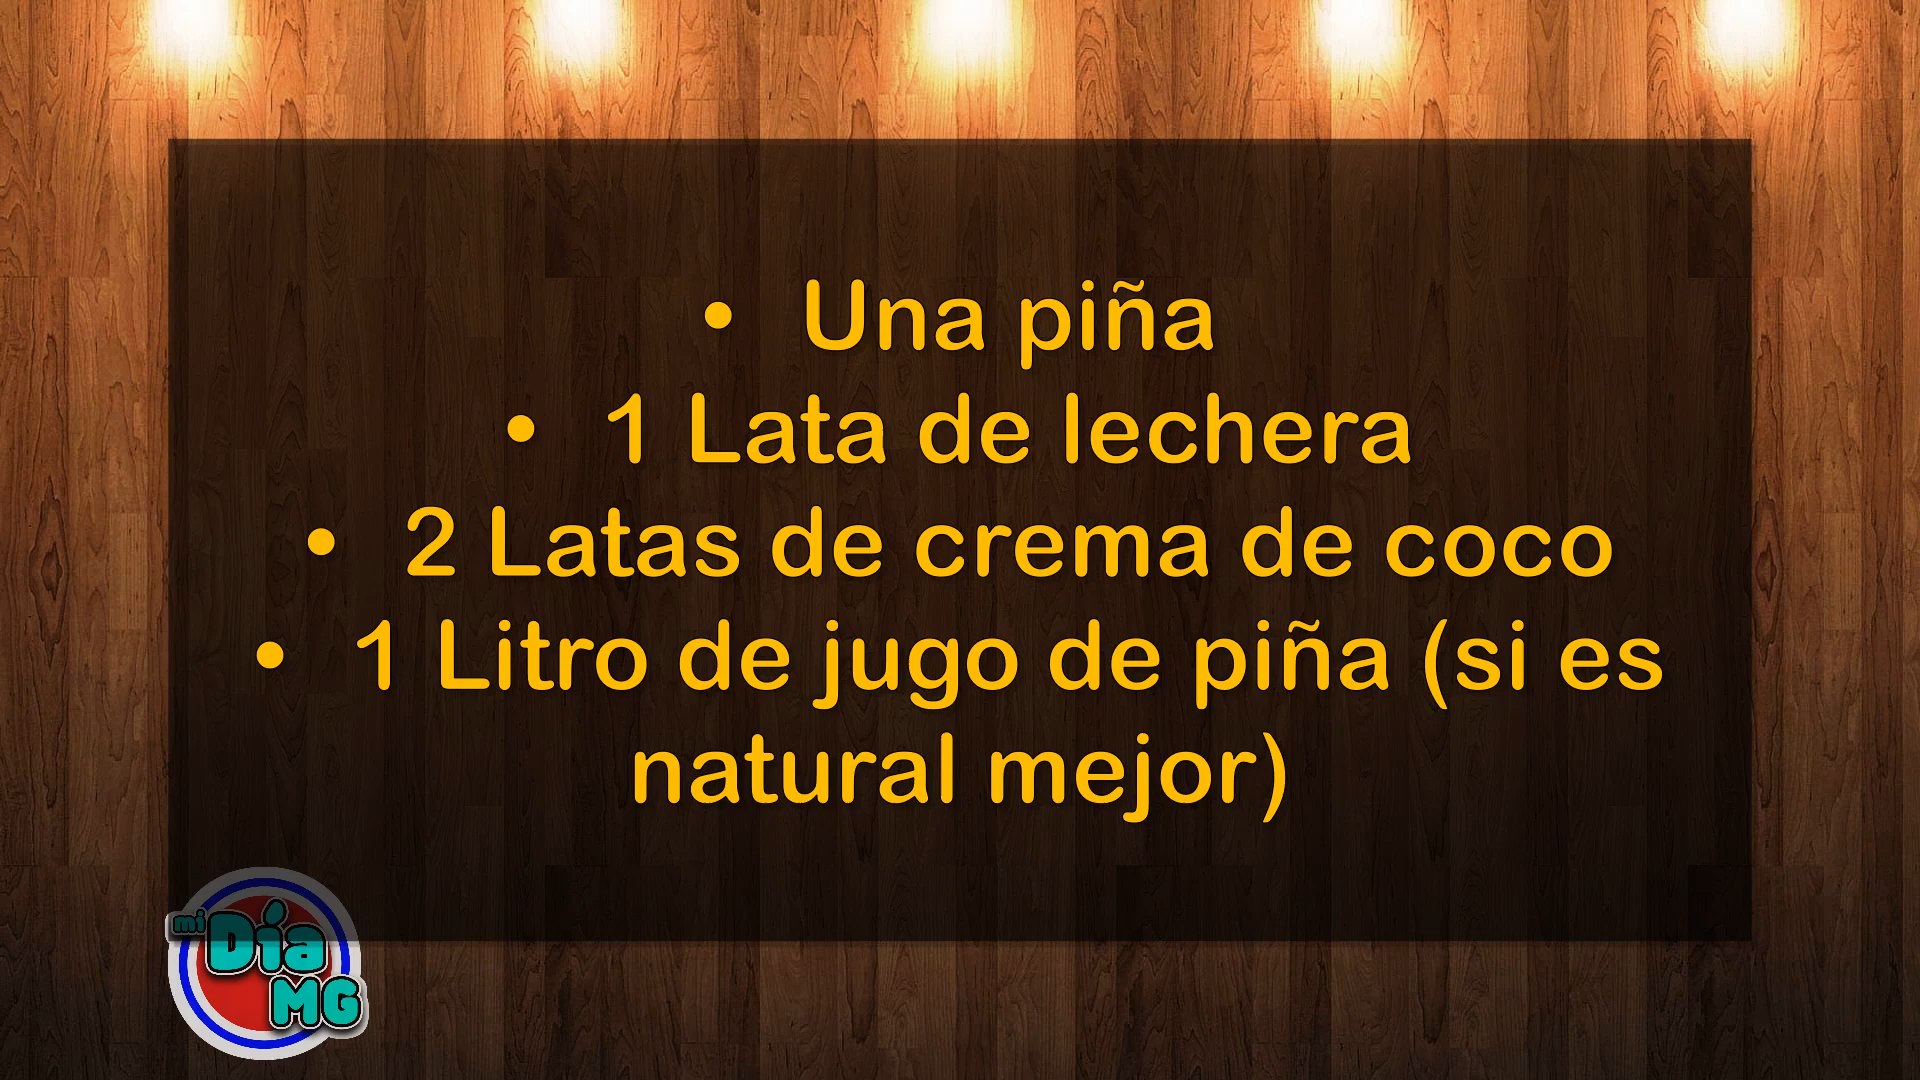 • Una piña
• 1 Lata de lechera
• 2 Latas de crema de coco
• 1 Litro de jugo de piña (si es
natural mejor)
mi
Día
MG